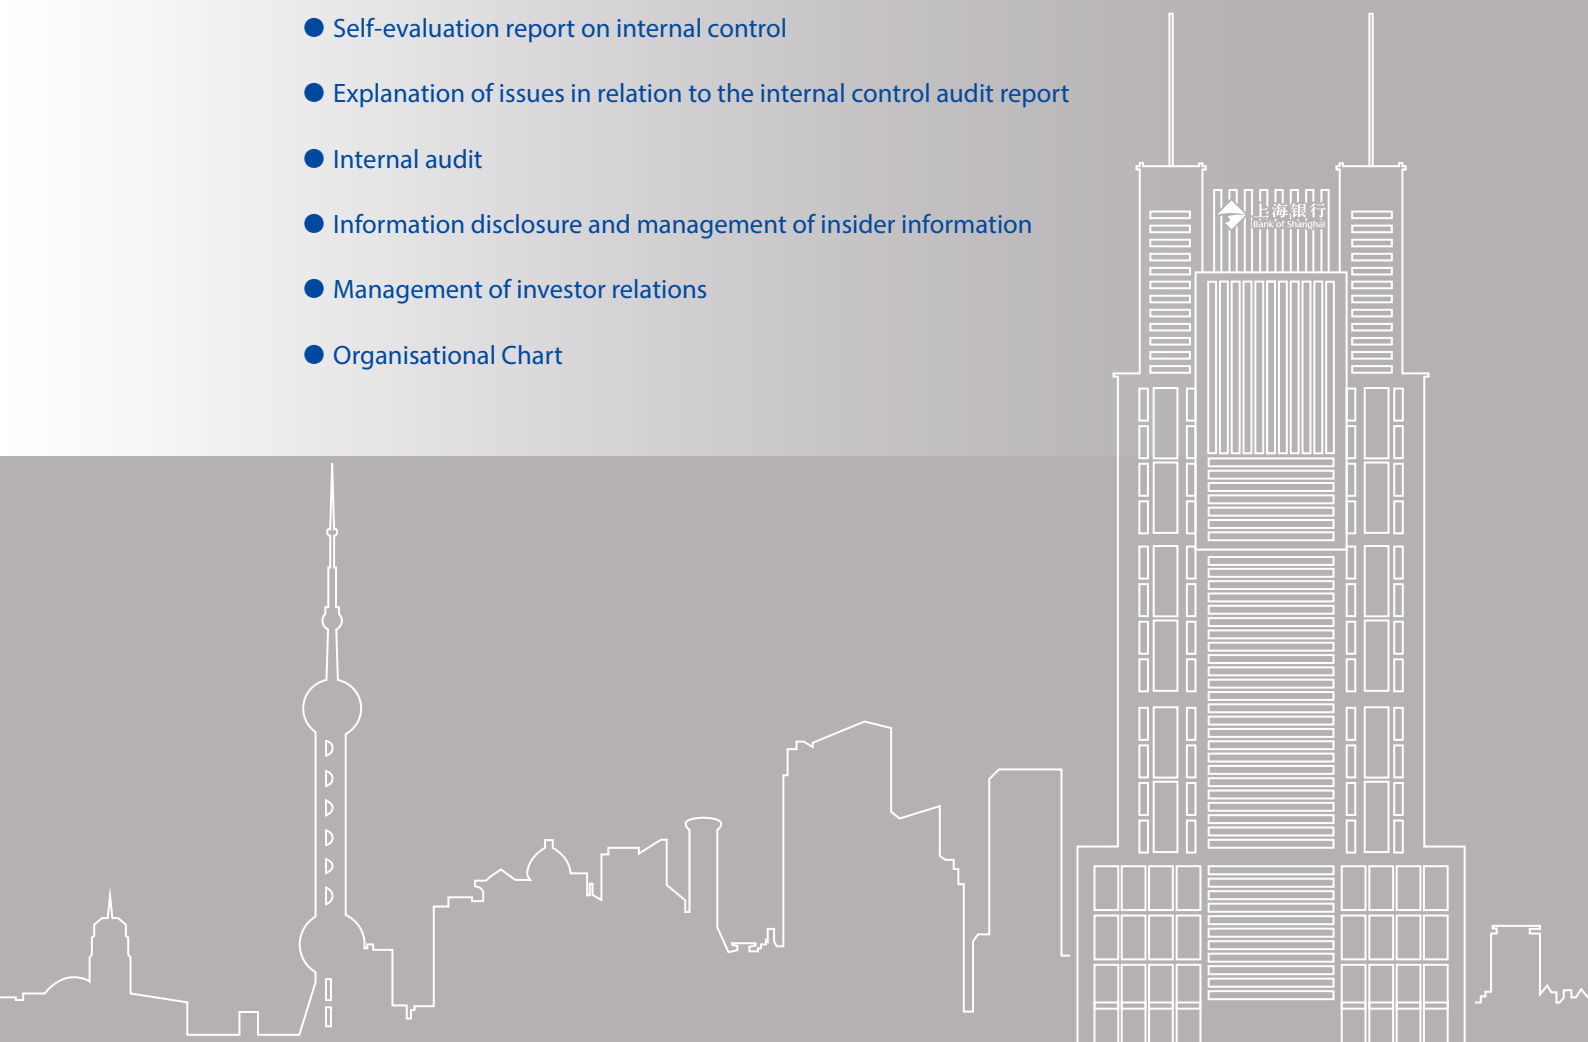 ● Self-evaluation report on internal control
● Explanation of issues in relation to the internal control audit report
● Internal audit
● Information disclosure and management of insider information
● Management of investor relations
● Organisational Chart
上海银行
Bank of Shanghai